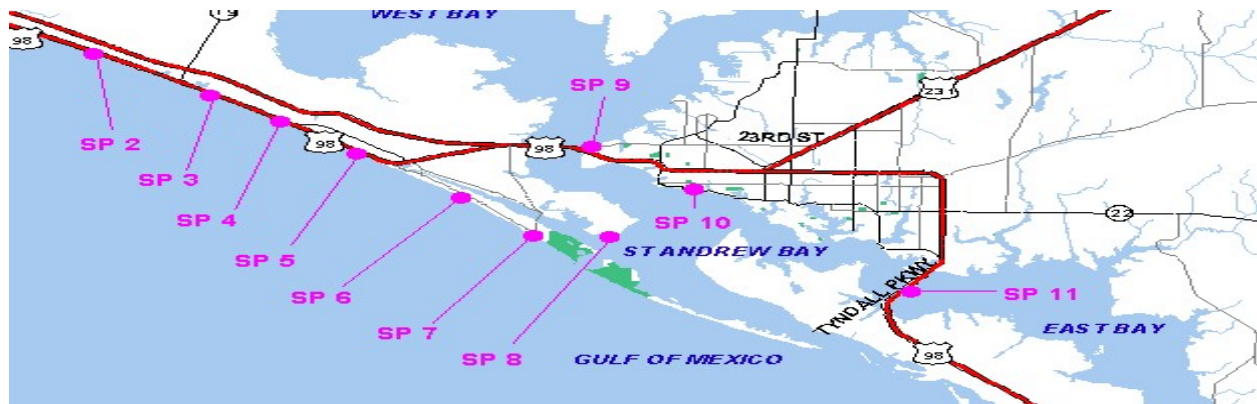 19
WEST BAY
98
SP 9
231
SP 2
23RD ST
98
98
SP 3
SP 4
SP 10
22
ST ANDREW BAY
SP 5
SP 6
SP 11
TYNDALL PKWY
SP 7
EAST BAY
SP 8
GULF OF MEXICO
98